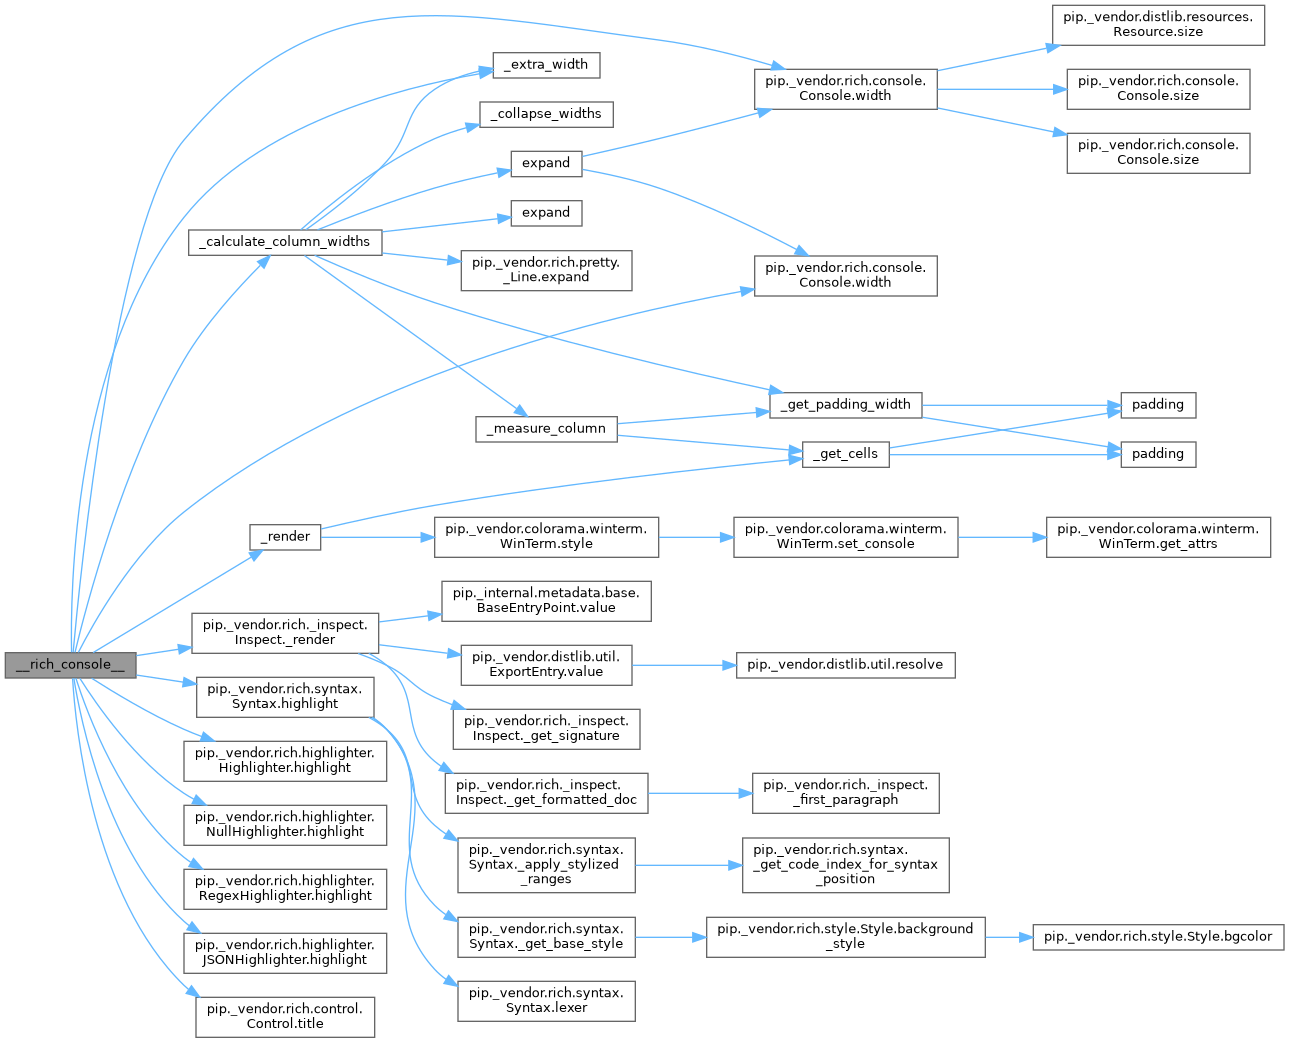 __rich_console__
_extra_width
_collapse_widths
expand
_calculate_column_widths
expand
pip._vendor.rich.pretty.
_Line.expand
_measure_column
_render
pip._vendor.rich._inspect.
Inspect._render
pip._vendor.rich.syntax.
Syntax.highlight
pip._vendor.rich.highlighter.
Highlighter.highlight
pip._vendor.rich.highlighter.
NullHighlighter.highlight
pip._vendor.rich.highlighter.
RegexHighlighter.highlight
pip._vendor.rich.highlighter.
JSONHighlighter.highlight
pip._vendor.rich.control.
Control.title
pip._vendor.colorama.winterm.
WinTerm.style
pip._internal.metadata.base.
BaseEntryPoint.value
pip._vendor.distlib.util.
ExportEntry.value
pip._vendor.rich._inspect.
Inspect._get_signature
pip._vendor.rich._inspect.
Inspect._get_formatted_doc
pip._vendor.rich.syntax.
Syntax._apply_stylized
_ranges
pip._vendor.rich.syntax.
Syntax._get_base_style
pip._vendor.rich.syntax.
Syntax.lexer
pip._vendor.rich.console.
Console.width
pip._vendor.rich.console.
Console.width
_get_padding_width
_get_cells
pip._vendor.colorama.winterm.
WinTerm.set_console
pip._vendor.distlib.util.resolve
pip._vendor.rich._inspect.
_first_paragraph
pip._vendor.rich.syntax.
_get_code_index_for_syntax
_position
pip._vendor.rich.style.Style.background
_style
pip._vendor.distlib.resources.
Resource.size
pip._vendor.rich.console.
Console.size
pip._vendor.rich.console.
Console.size
padding
padding
pip._vendor.colorama.winterm.
WinTerm.get_attrs
pip._vendor.rich.style.Style.bgcolor